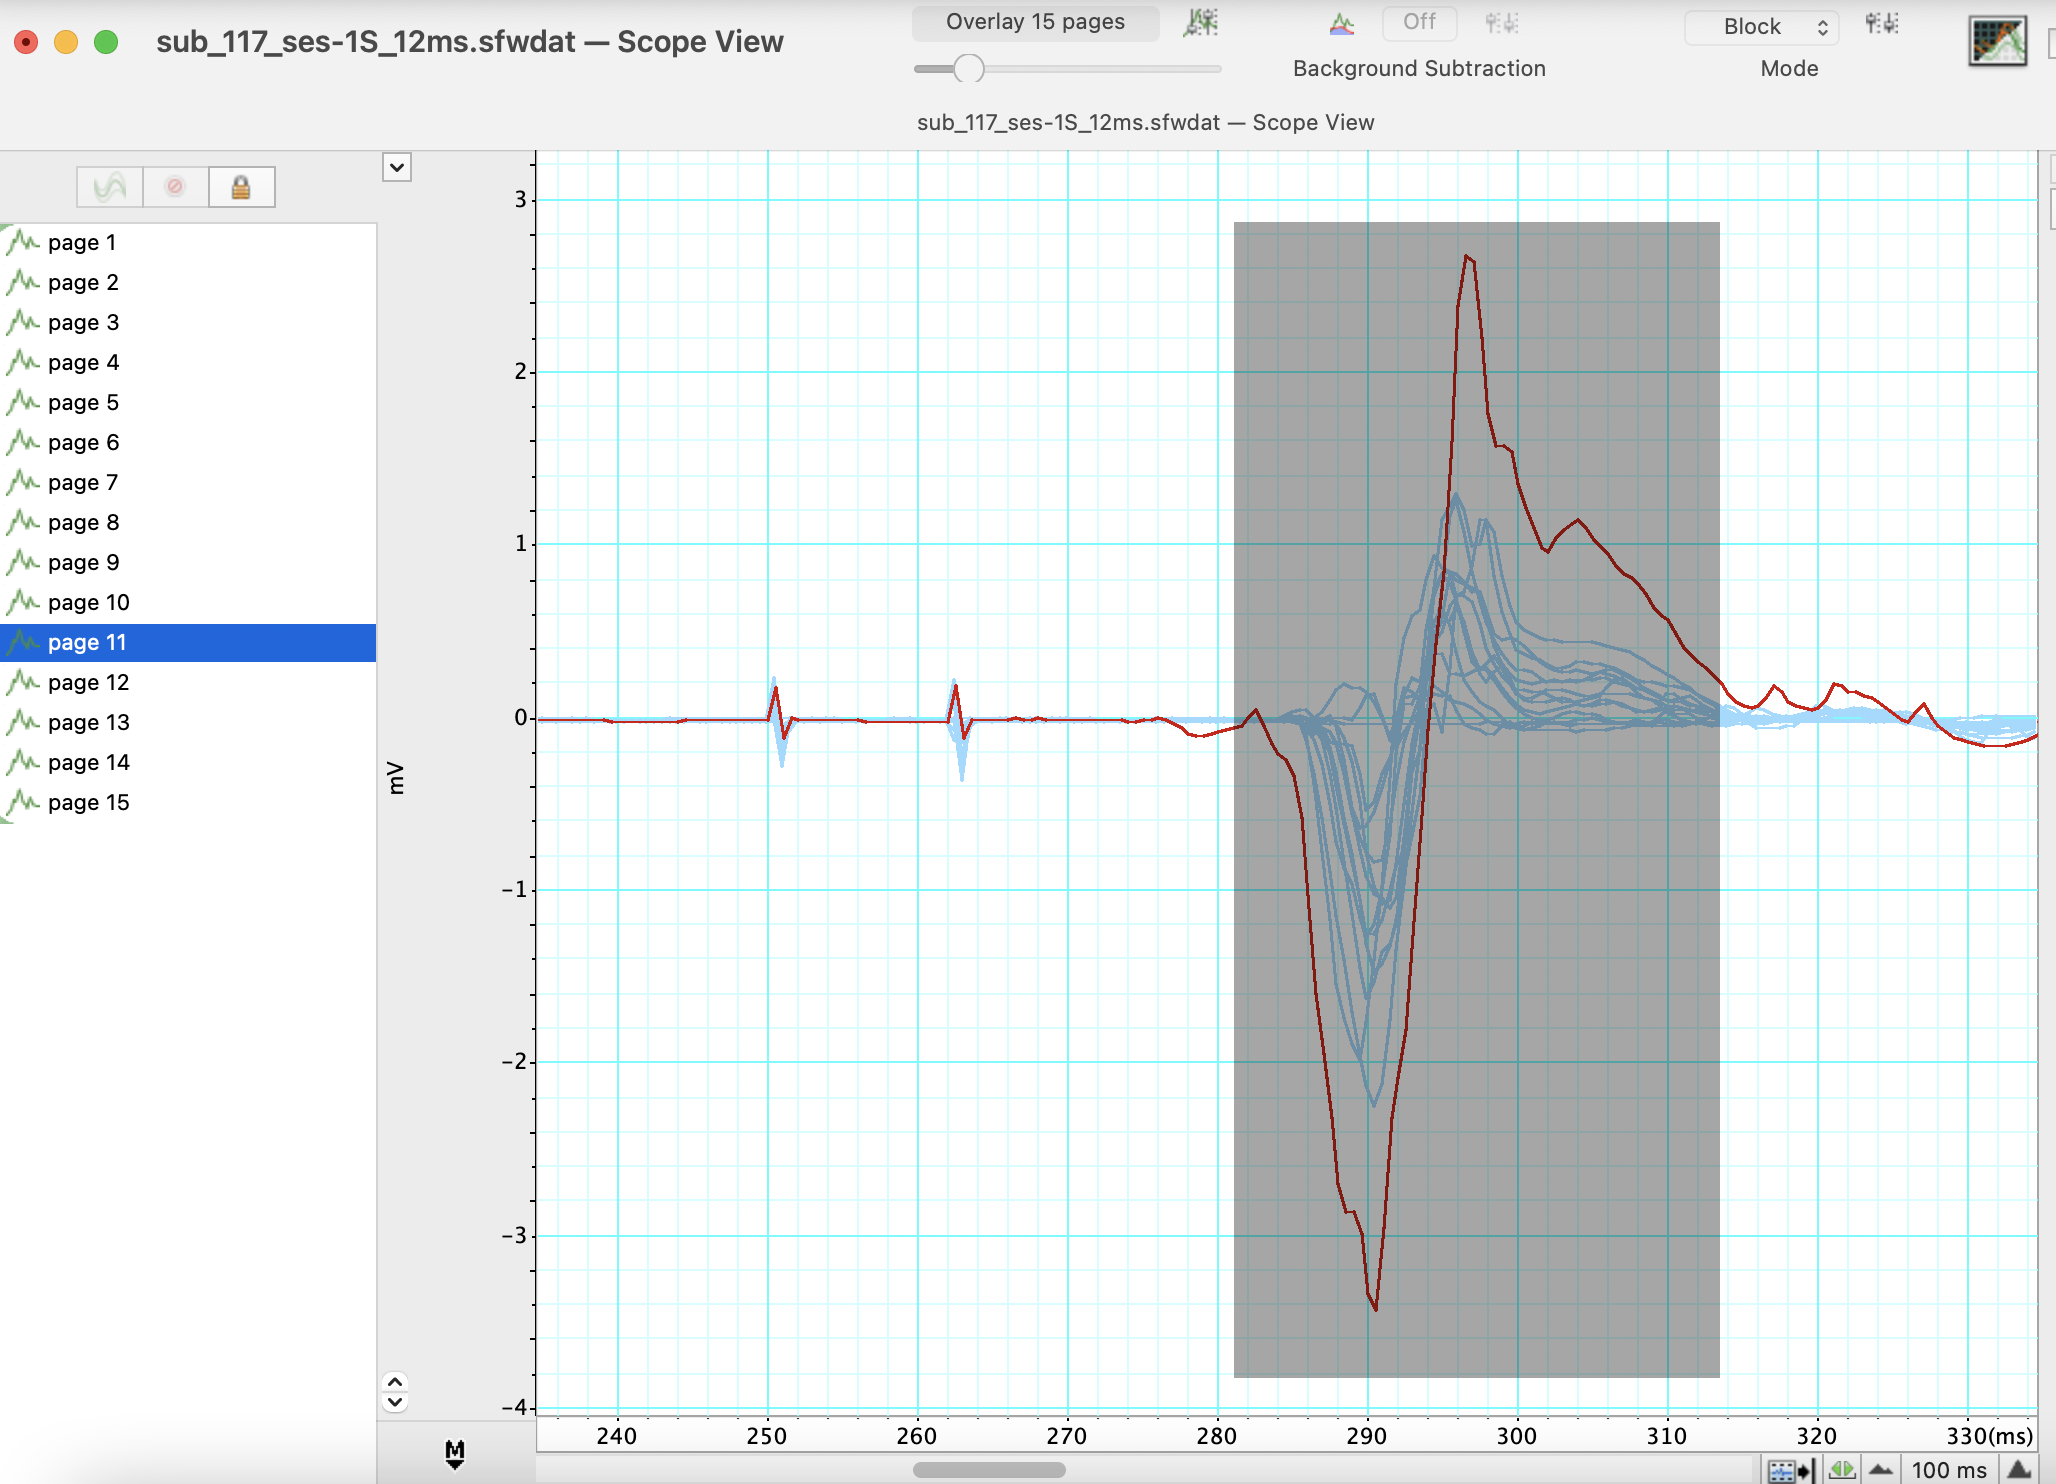 sub_117_ses-1S_12ms.sfwdat — Scope View
Overlay 15 pages
Off
Background Subtraction
Block
Mode
sub_117_ses-1S_12ms.sfwdat — Scope View
page 1
page 2
page 3
page 4
page 5
page 6
page 7
page 8
page 9
page 10
page 11
page 12
page 13
page 14
page 15
mV
3
2
1
0
−1
−2
−3
−4
M
240 250 260 270 280 290 300 310 320 330(ms)
100 ms